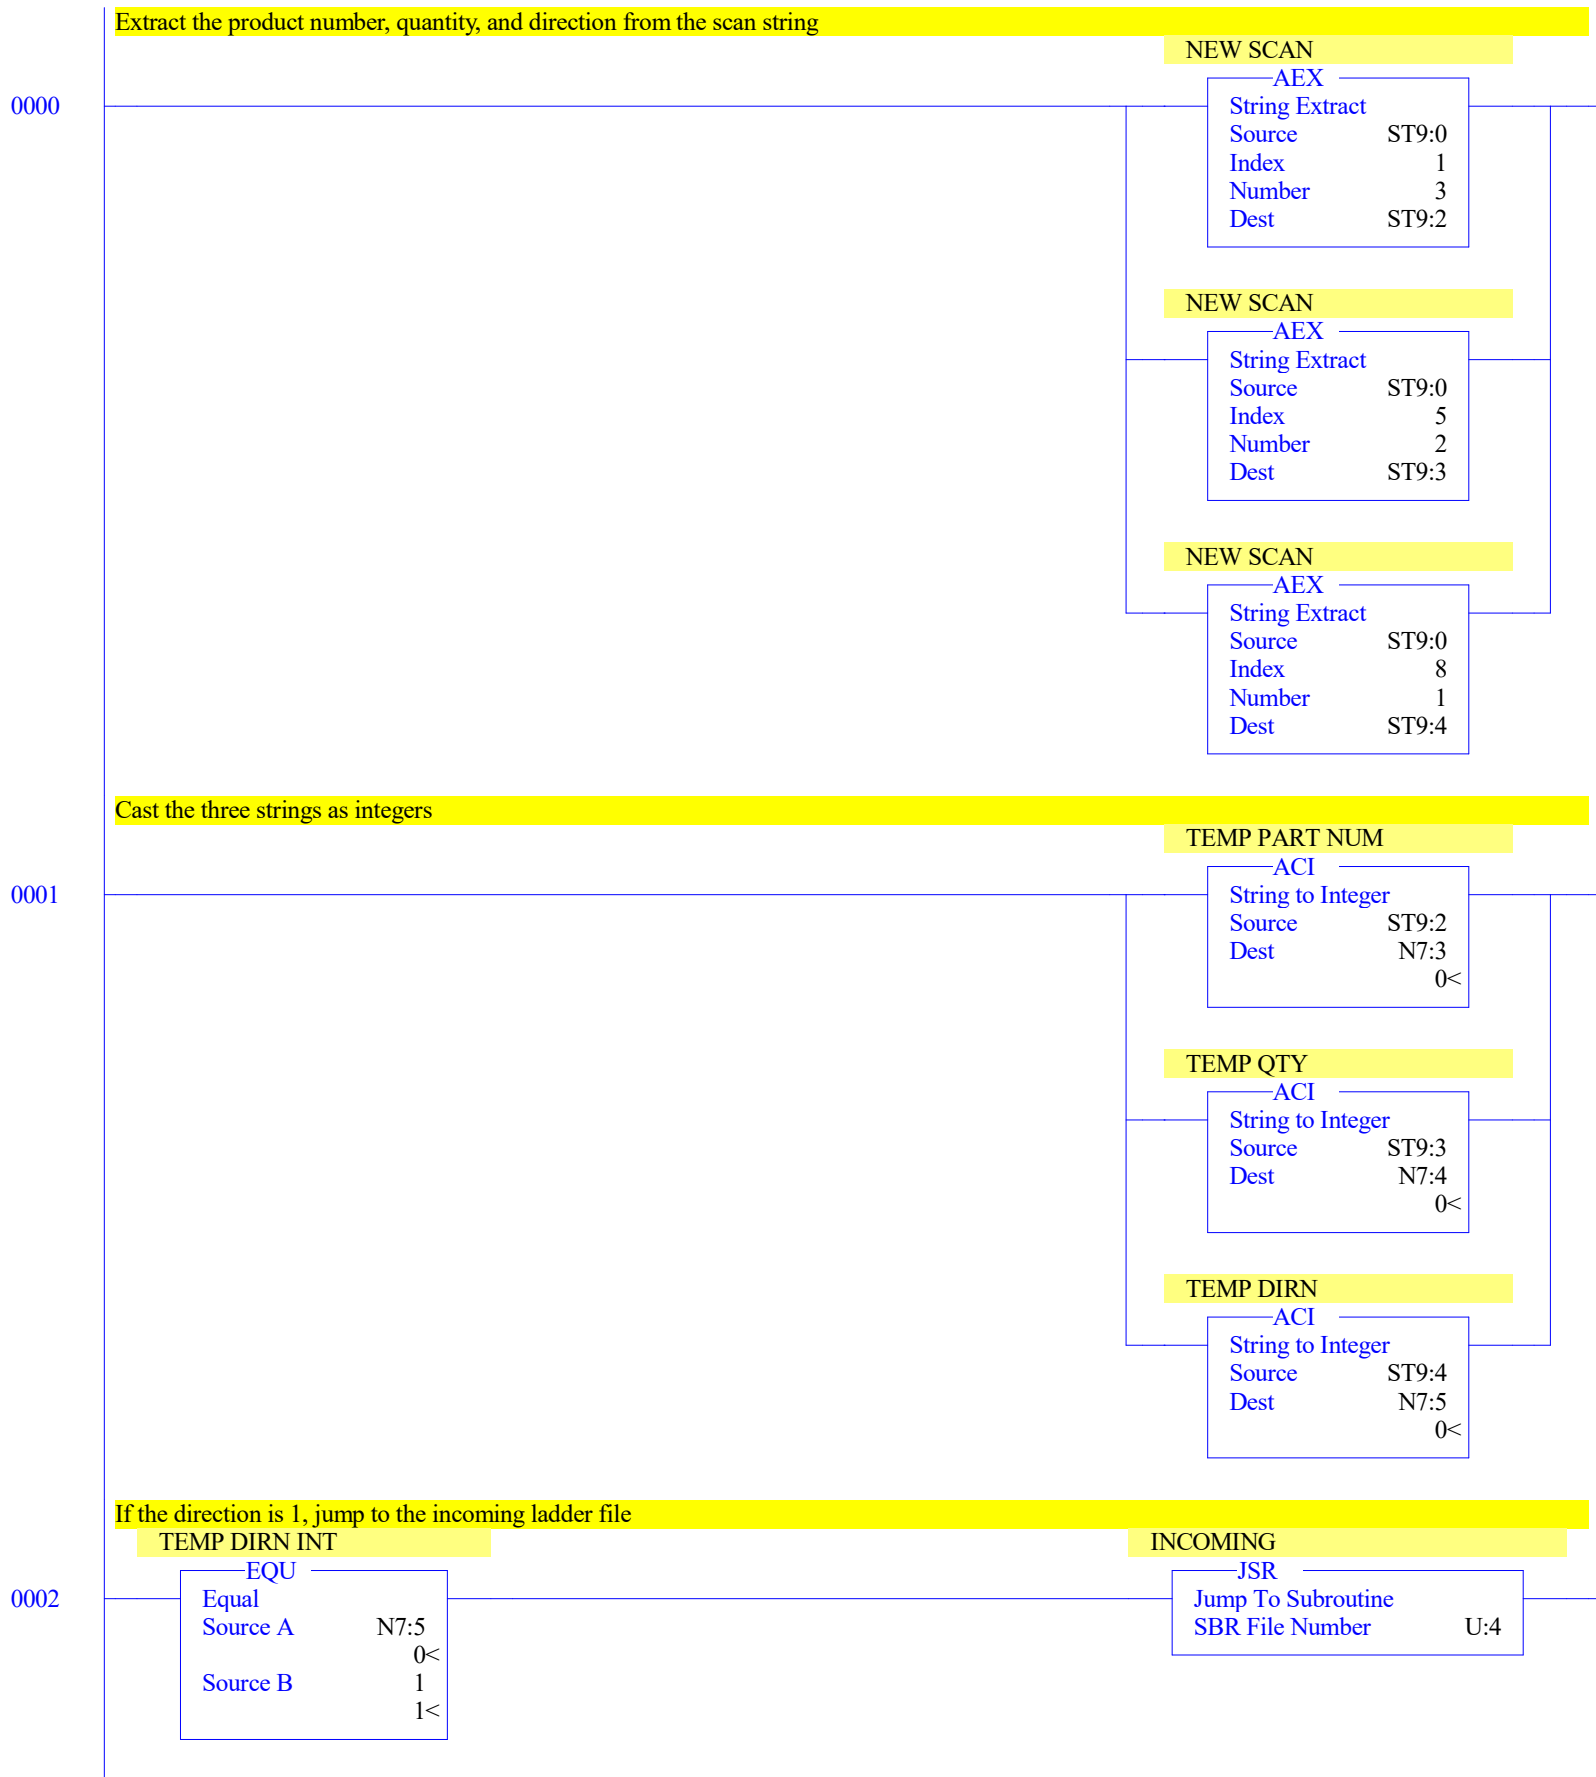 Extract the product number, quantity, and direction from the scan string
NEW SCAN
AEX
0000
String Extract
Source ST9:0
Index 1
Number 3
Dest ST9:2
NEW SCAN
AEX
String Extract
Source ST9:0
Index 5
Number 2
Dest ST9:3
NEW SCAN
AEX
String Extract
Source ST9:0
Index 8
Number 1
Dest ST9:4
Cast the three strings as integers
TEMP PART NUM
ACI
0001
String to Integer
Source ST9:2
Dest N7:3
0<
TEMP QTY
ACI
String to Integer
Source ST9:3
Dest N7:4
0<
TEMP DIRN
ACI
String to Integer
Source ST9:4
Dest N7:5
0<
If the direction is 1, jump to the incoming ladder file
TEMP DIRN INT
EQU
0002
Equal
Source A N7:5
0<
Source B 1
1<
INCOMING
JSR
Jump To Subroutine
SBR File Number U:4